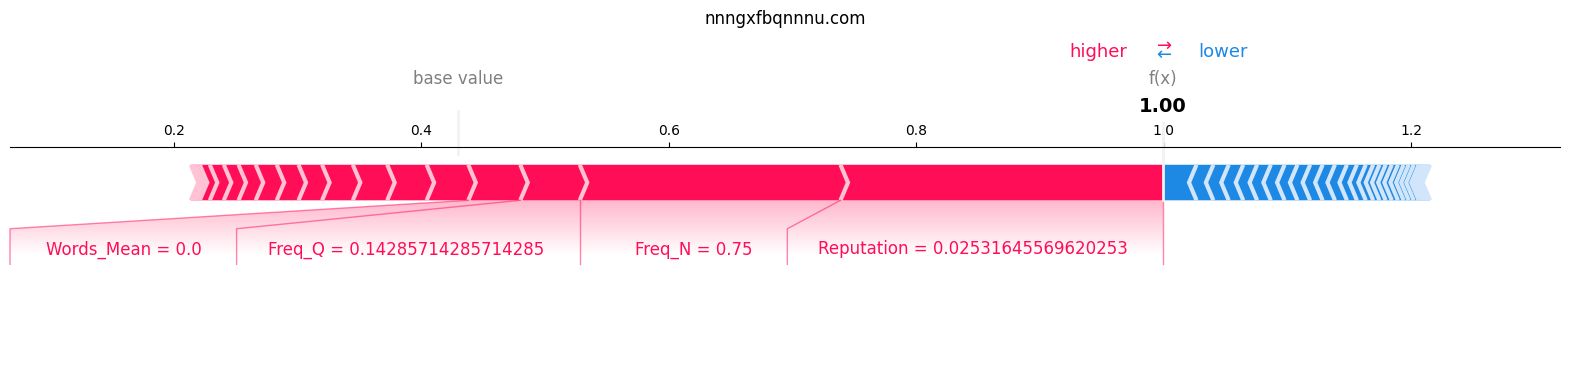 nnngxfbqnnnu.com
higher → ← lower
base value f(x)
1.00
0.2 0.4 0.6 0.8 1.0 1.2
Words_Mean = 0.0 Freq_Q = 0.14285714285714285 Freq_N = 0.75 Reputation = 0.02531645569620253